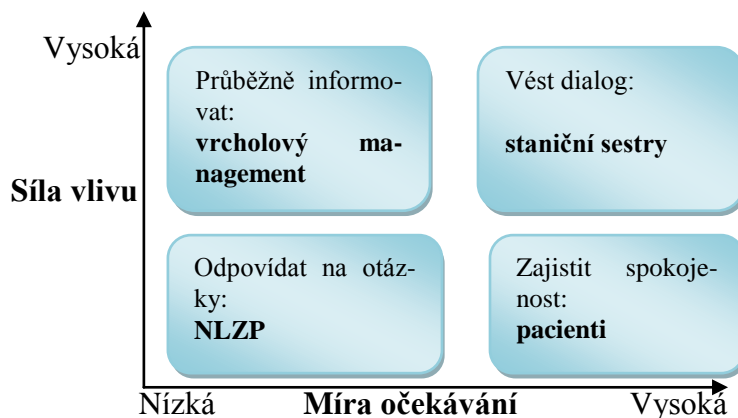 Vysoká
Průběžně informo-
vat:
vrcholový ma-
nagement
Vést dialog:
staniční sestry
Síla vlivu
Odpovídat na otáz-
ky:
NLZP
Zajistit spokoje-
nost:
pacienti
Nízká Míra očekávání Vysoká